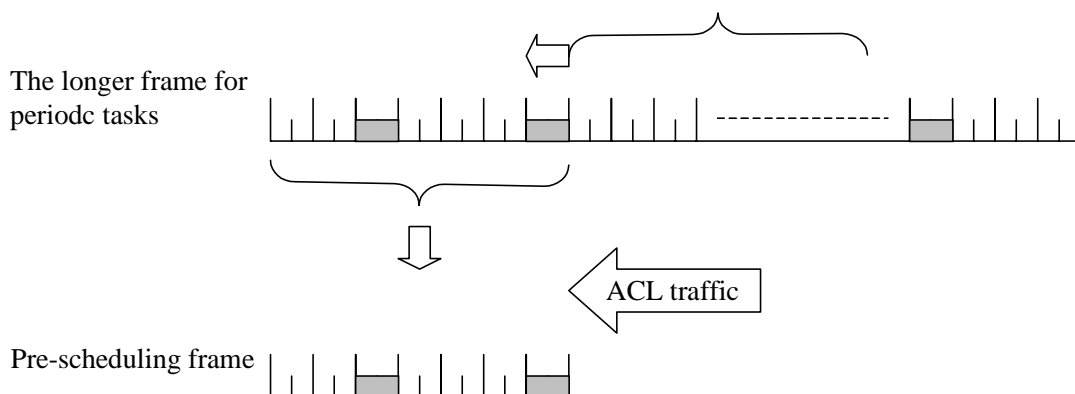 The longer frame for
periodc tasks
ACL traffic
Pre-scheduling frame